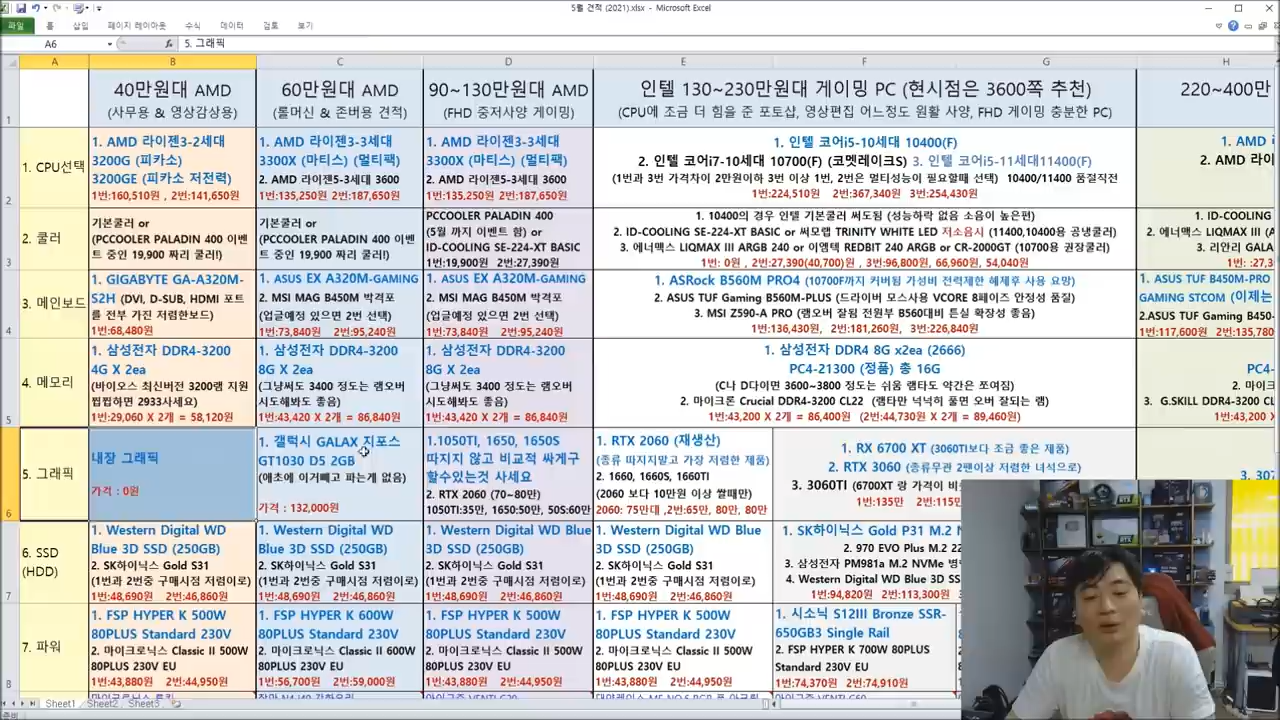 5월 견적 (2021).xlsx - Microsoft Excel
파일 홈 삽입 페이지 레이아웃 수식 데이터 검토 보기
A6 fx 5. 그래픽
A B C D E F G H
1
40만원대 AMD
(사무용 & 영상감상용)
60만원대 AMD
(롤머신 & 존버용 견적)
90~130만원대 AMD
(FHD 중저사양 게이밍)
인텔 130~230만원대 게이밍 PC (현시점은 3600쪽 추천)
(CPU에 조금 더 힘을 준 포토샵, 영상편집 어느정도 원활 사양, FHD 게이밍 충분한 PC)
220~400만
2
1. CPU선택
1. AMD 라이젠3-2세대
3200G (피카소)
3200GE (피카소 저전력)
1번:160,510원 , 2번:141,650원
1. AMD 라이젠3-3세대
3300X (마티스) (멀티팩)
2. AMD 라이젠5-3세대 3600
1번:135,250원 2번:187,650원
1. AMD 라이젠3-3세대
3300X (마티스) (멀티팩)
2. AMD 라이젠5-3세대 3600
1번:135,250원 2번:187,650원
1. 인텔 코어i5-10세대 10400(F)
2. 인텔 코어i7-10세대 10700(F) (코멧레이크S) 3. 인텔 코어i5-11세대11400(F)
(1번과 3번 가격차이 2만원이하 3번 이상 1번, 2번은 멀티성능이 필요할때 선택) 10400/11400 품절직전
1번:224,510원 2번:367,340원 3번:254,430원
1. AMD
2. AMD 라이
3
2. 쿨러
기본쿨러 or
(PCCOOLER PALADIN 400 이벤
트 중인 19,900 짜리 쿨러!)
기본쿨러 or
(PCCOOLER PALADIN 400 이벤
트 중인 19,900 짜리 쿨러!)
PCCOOLER PALADIN 400
(5월 까지 이벤트 함) or
ID-COOLING SE-224-XT BASIC
1번:19,900원 2번:27,390원
1. 10400의 경우 인텔 기본쿨러 써도됨 (성능하락 없음 소음이 높은편)
2. ID-COOLING SE-224-XT BASIC or 써모랩 TRINITY WHITE LED 저소음시 (11400,10400용 공냉쿨러)
3. 에너맥스 LIQMAX III ARGB 240 or 이엠텍 REDBIT 240 ARGB or CR-2000GT (10700용 권장쿨러)
1번: 0원 , 2번:27,390(40,700)원 , 3번:96,800원, 66,960원, 54,040원
1. ID-COOLING
2. 에너맥스 LI
3. 리안리 GALA
4
3. 메인보드
1. GIGABYTE GA-A320M-
S2H (DVI, D-SUB, HDMI 포트
를 전부 가진 저렴한보드)
1번:68,480원
1. ASUS EX A320M-GAMING
2. MSI MAG B450M 박격포
(업글예정 있으면 2번 선택)
1번:73,840원 2번:95,240원
1. ASUS EX A320M-GAMING
2. MSI MAG B450M 박격포
(업글예정 있으면 2번 선택)
1번:73,840원 2번:95,240원
1. ASRock B560M PRO4 (10700F까지 커버됨 가성비 전력제한 해제후 사용 요망)
2. ASUS TUF Gaming B560M-PLUS (드라이버 모스사용 VCORE 8페이즈 안정성 품질)
3. MSI Z590-A PRO (램오버 잘됨 전원부 B560대비 튼실 확장성 좋음)
1번:136,430원, 2번:181,260원, 3번:226,840원
1. ASUS TUF B450M-PRO
GAMING STCOM (이제는
2.ASUS TUF Gaming B450
1번:117,600원 2번:135,780
5
4. 메모리
1. 삼성전자 DDR4-3200
4G X 2ea
(바이오스 최신버전 3200램 지원
찝찝하면 2933사세요)
1번:29,060 X 2개 = 58,120원
1. 삼성전자 DDR4-3200
8G X 2ea
(그냥써도 3400 정도는 램오버
시도해봐도 좋음)
1번:43,420 X 2개 = 86,840원
1. 삼성전자 DDR4-3200
8G X 2ea
(그냥써도 3400 정도는 램오버
시도해봐도 좋음)
1번:43,420 X 2개 = 86,840원
1. 삼성전자 DDR4 8G x2ea (2666)
PC4-21300 (정품) 총 16G
(C나 D다이면 3600~3800 정도는 쉬움 램타도 약간은 쪼여짐)
2. 마이크론 Crucial DDR4-3200 CL22 (램타만 넉넉히 풀면 오버 잘되는 램)
1번:43,200 X 2개 = 86,400원 (2번:44,730원 X 2개 = 89,460원)
PC4-
2. 마이크
3. G.SKILL DDR4-3200
1번:43,200 X
6
5. 그래픽
내장 그래픽
가격 : 0원
1. 갤럭시 GALAX 지포스
GT1030 D5 2GB
(애초에 이거빼고 파는게 없음)
가격 : 132,000원
1.1050TI, 1650, 1650S
따지지 않고 비교적 싸게구
할수있는것 사세요
2. RTX 2060 (70~80만)
1050TI:35만, 1650:50만, 50S:60만
1. RTX 2060 (재생산)
(종류 따지지말고 가장 저렴한 제품)
2. 1660, 1660S, 1660TI
(2060 보다 10만원 이상 쌀때만)
2060: 75만대 ,2번:65만, 80만, 80만
1. RX 6700 XT (3060TI보다 조금 좋은 제품)
2. RTX 3060 (종류무관 2팬이상 저렴한 녀석으로)
3. 3060TI (6700XT 랑 가격이 비
1번:135만 2번:115만
3. 307
7
6. SSD
(HDD)
1. Western Digital WD
Blue 3D SSD (250GB)
2. SK하이닉스 Gold S31
(1번과 2번중 구매시점 저렴이로)
1번:48,690원 2번:46,860원
1. Western Digital WD
Blue 3D SSD (250GB)
2. SK하이닉스 Gold S31
(1번과 2번중 구매시점 저렴이로)
1번:48,690원 2번:46,860원
1. Western Digital WD Blue
3D SSD (250GB)
2. SK하이닉스 Gold S31
(1번과 2번중 구매시점 저렴이로)
1번:48,690원 2번:46,860원
1. Western Digital WD
Blue 3D SSD (250GB)
2. SK하이닉스 Gold S31
(1번과 2번중 구매시점 저렴이로)
1번:48,690원 2번:46,860원
1. SK하이닉스 Gold P31 M.2 N
2. 970 EVO Plus M.2 22
3. 삼성전자 PM981a M.2 NVMe 병
4. Western Digital WD Blue 3D S
1번:94,820원 2번:113,300원
8
7. 파워
1. FSP HYPER K 500W
80PLUS Standard 230V
2. 마이크로닉스 Classic II 500W
80PLUS 230V EU
1번:43,880원 2번:44,950원
1. FSP HYPER K 600W
80PLUS Standard 230V
2. 마이크로닉스 Classic II 600W
80PLUS 230V EU
1번:56,700원 2번:59,000원
1. FSP HYPER K 500W
80PLUS Standard 230V
2. 마이크로닉스 Classic II 500W
80PLUS 230V EU
1번:43,880원 2번:44,950원
1. FSP HYPER K 500W
80PLUS Standard 230V
2. 마이크로닉스 Classic II 500W
80PLUS 230V EU
1번:43,880원 2번:44,950원
1. 시소닉 S12III Bronze SSR-
650GB3 Single Rail
2. FSP HYPER K 700W 80PLUS
Standard 230V EU
1번:74,370원 2번:74,910원
Sheet1 Sheet2 Sheet3
준비